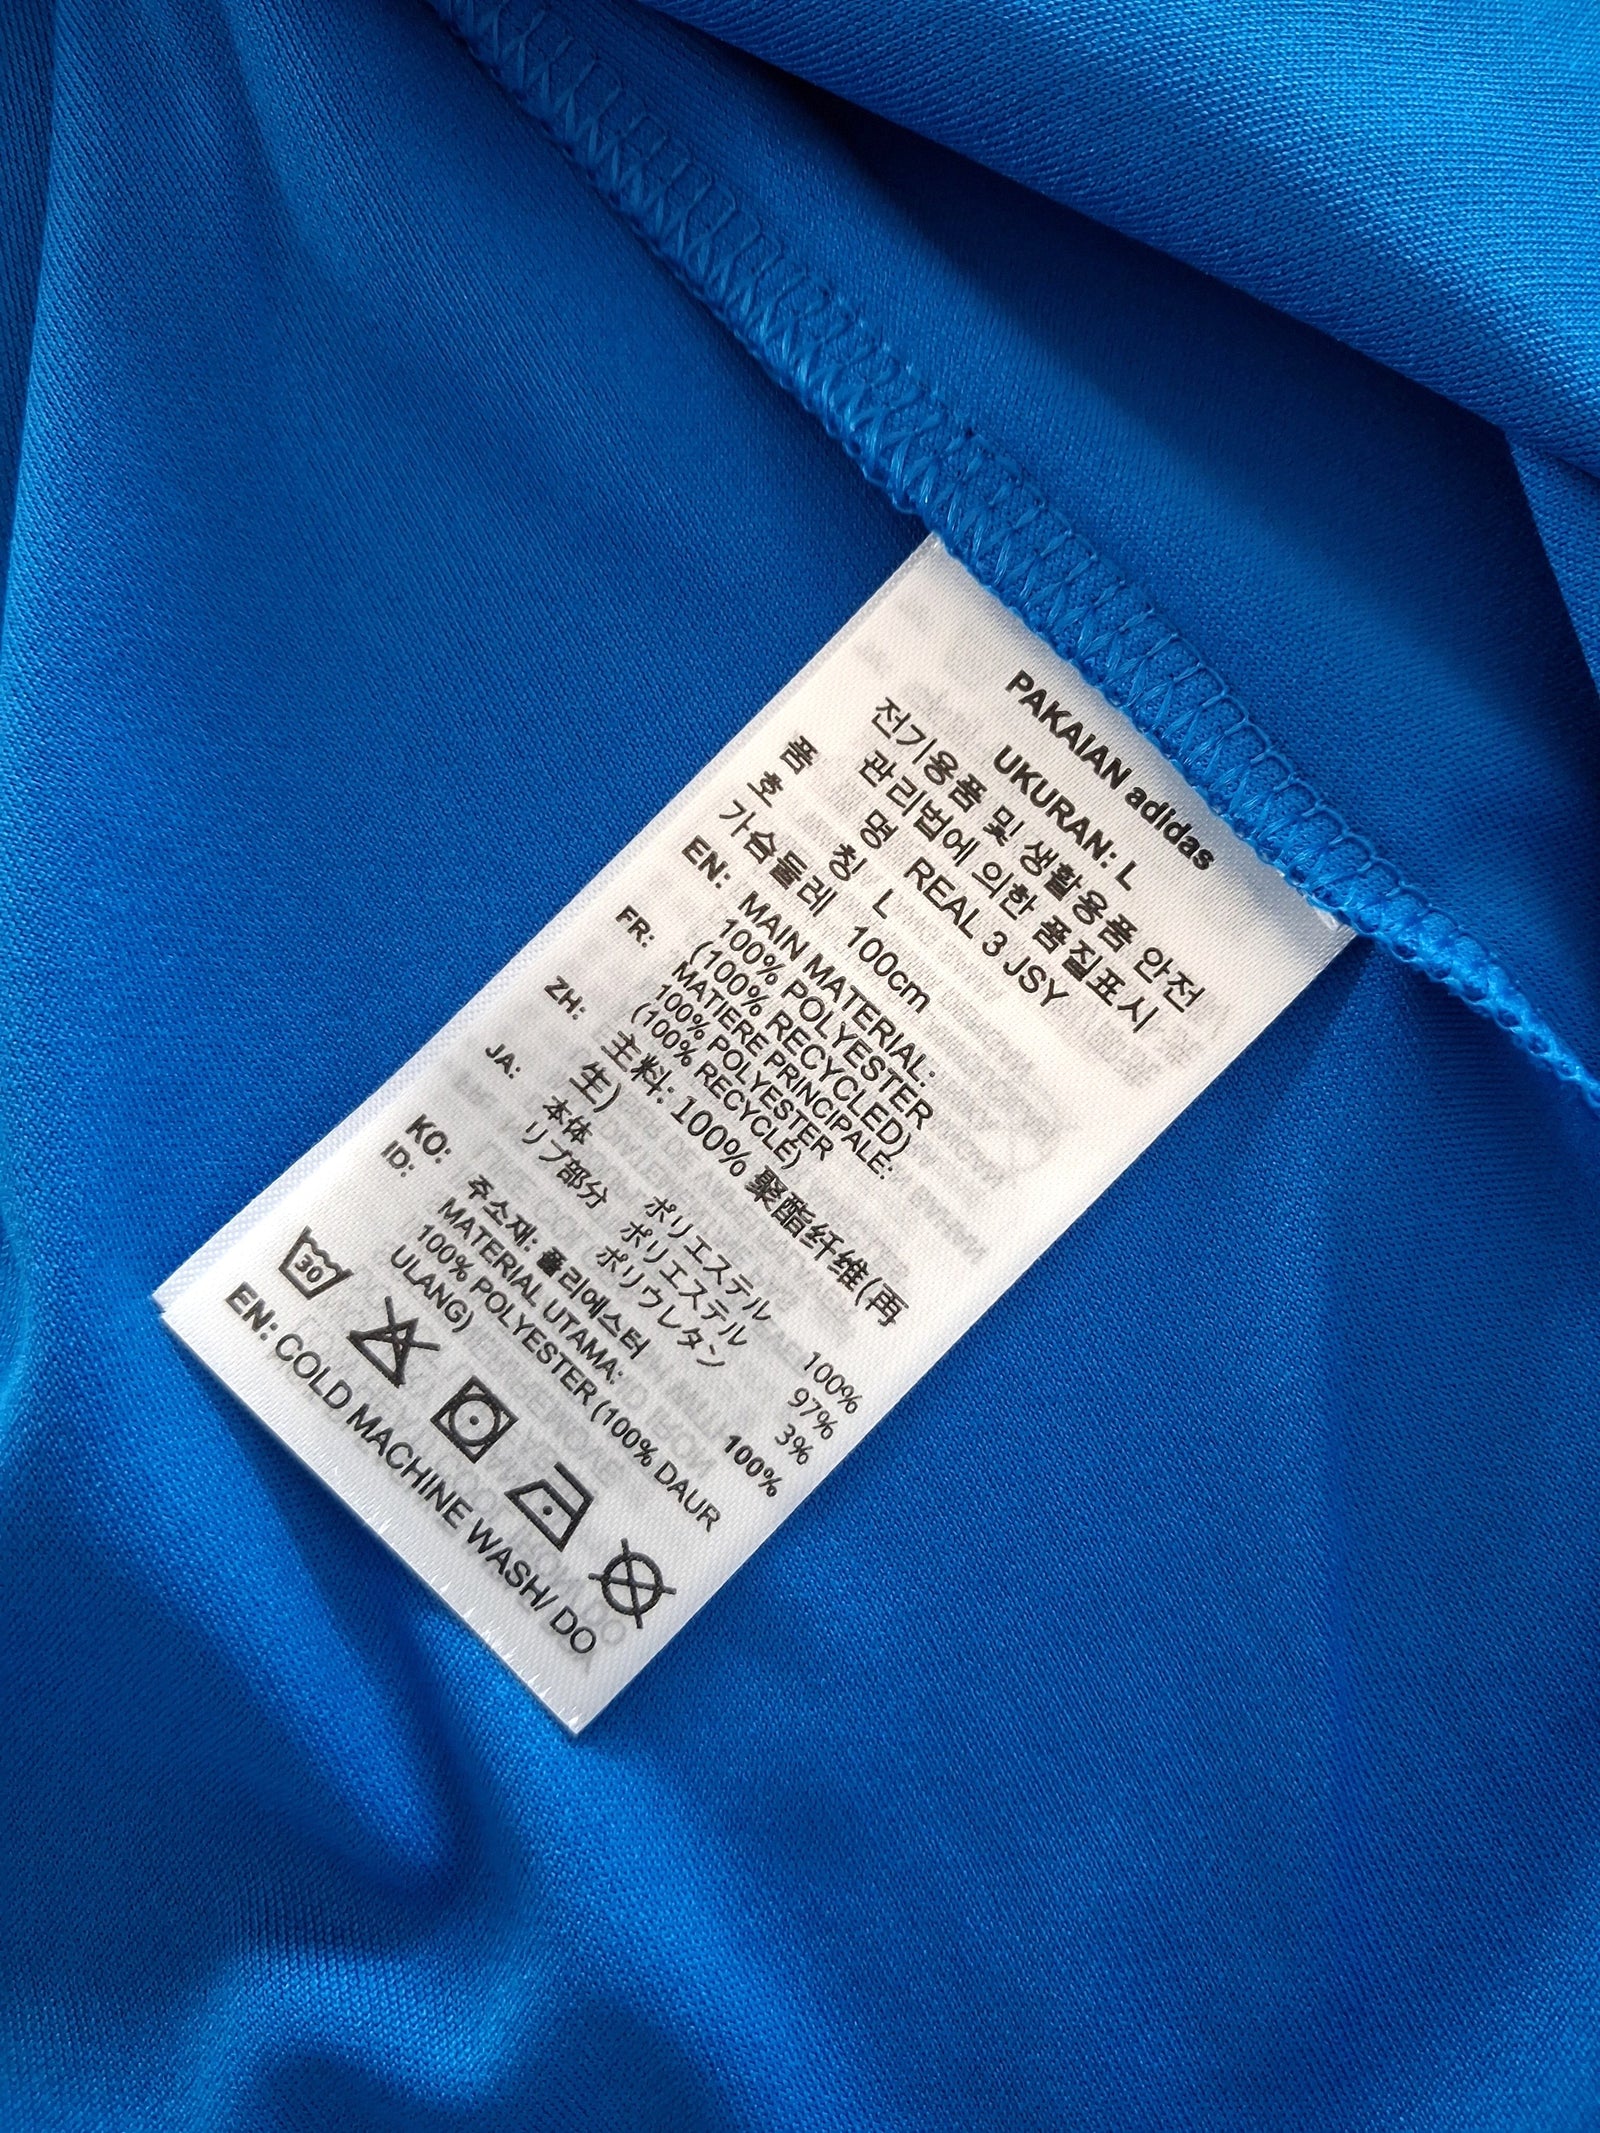 PAKAIAN adidas
UKURAN: L
전기용품 및 생활용품 안전
관리법에 의한 품질표시
품 명 REAL 3 JSY
호 칭 L
가슴둘레 100cm
EN: MAIN MATERIAL:
100% POLYESTER
(100% RECYCLED)
FR: MATIERE PRINCIPALE:
100% POLYESTER
(100% RECYCLÉ)
ZH: 主料: 100% 聚酯纤维(再
生)
JA: 本体 ポリエステル 100%
リブ部分 ポリエステル 97%
ポリウレタン 3%
KO: 주소재: 폴리에스터 100%
ID: MATERIAL UTAMA:
100% POLYESTER (100% DAUR
ULANG)
30
EN: COLD MACHINE WASH/ DO